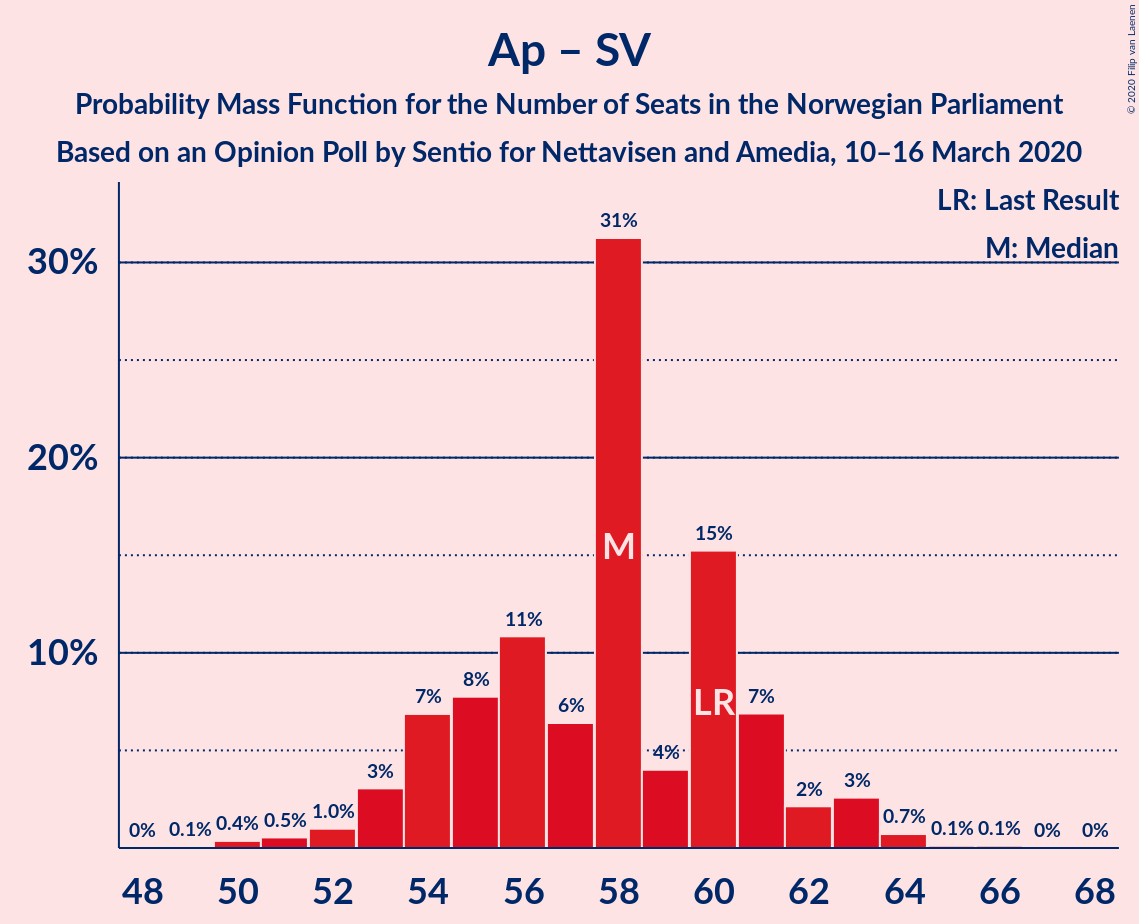 Ap – SV
Probability Mass Function for the Number of Seats in the Norwegian Parliament
Based on an Opinion Poll by Sentio for Nettavisen and Amedia, 10–16 March 2020
© 2020 Filip van Laenen
LR: Last Result
M: Median
30%
20%
10%
0% 0.1% 0.4% 0.5% 1.0% 3% 7% 8% 11% 6% 31% 4% 15% 7% 2% 3% 0.7% 0.1% 0.1% 0% 0%
M
LR
48 50 52 54 56 58 60 62 64 66 68